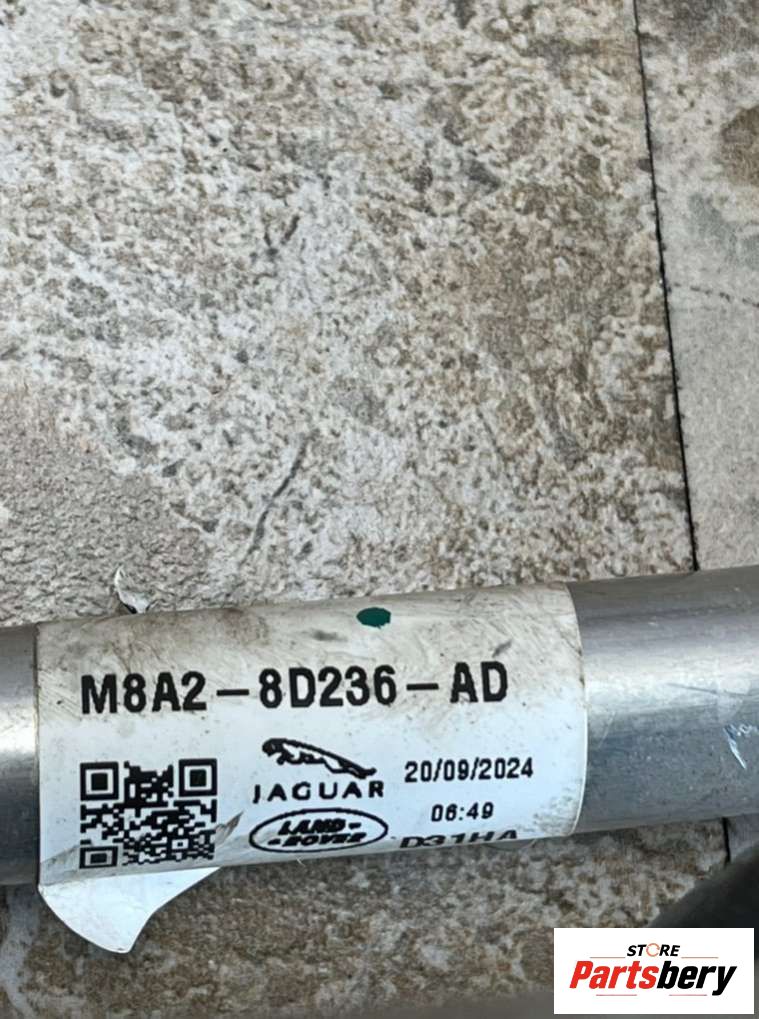 M8A2-8D236-AD
JAGUAR
20/09/2024
LAND-
-ROVER
06:49
D31HA
STORE
Partsbery